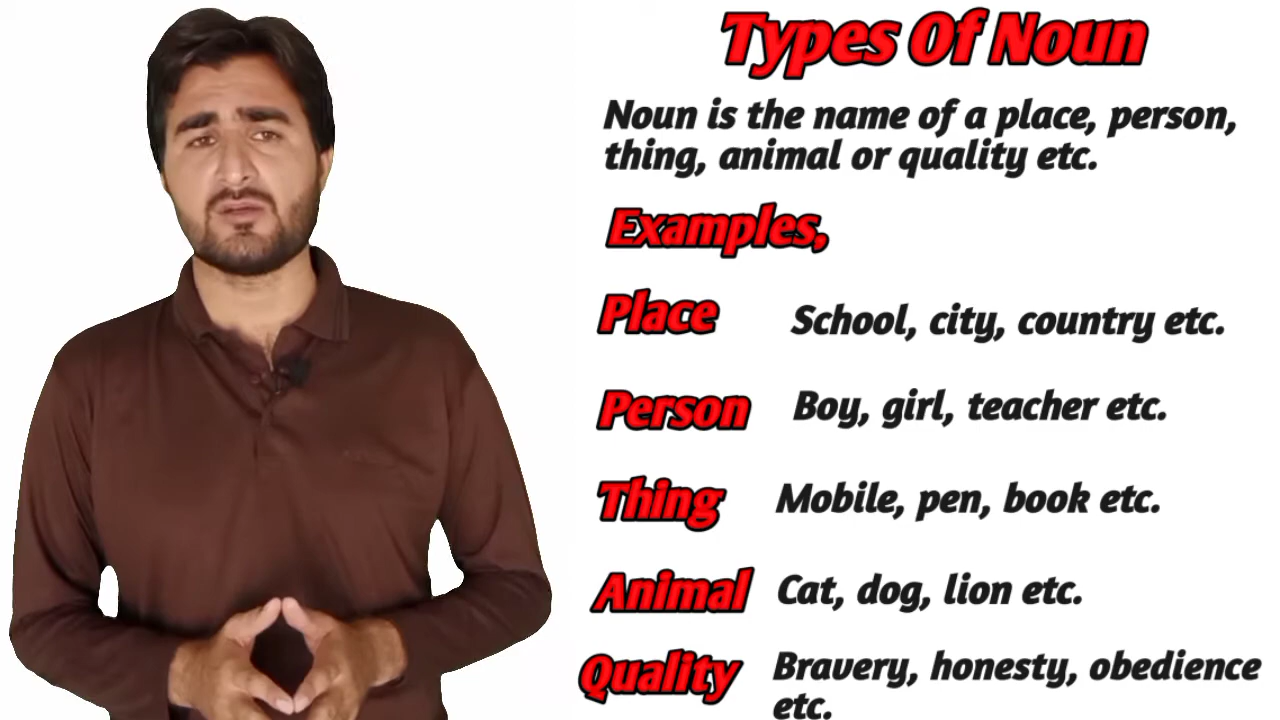 Types Of Noun
Noun is the name of a place, person,
thing, animal or quality etc.
Examples,
Place School, city, country etc.
Person Boy, girl, teacher etc.
Thing Mobile, pen, book etc.
Animal Cat, dog, lion etc.
Quality Bravery, honesty, obedience
etc.